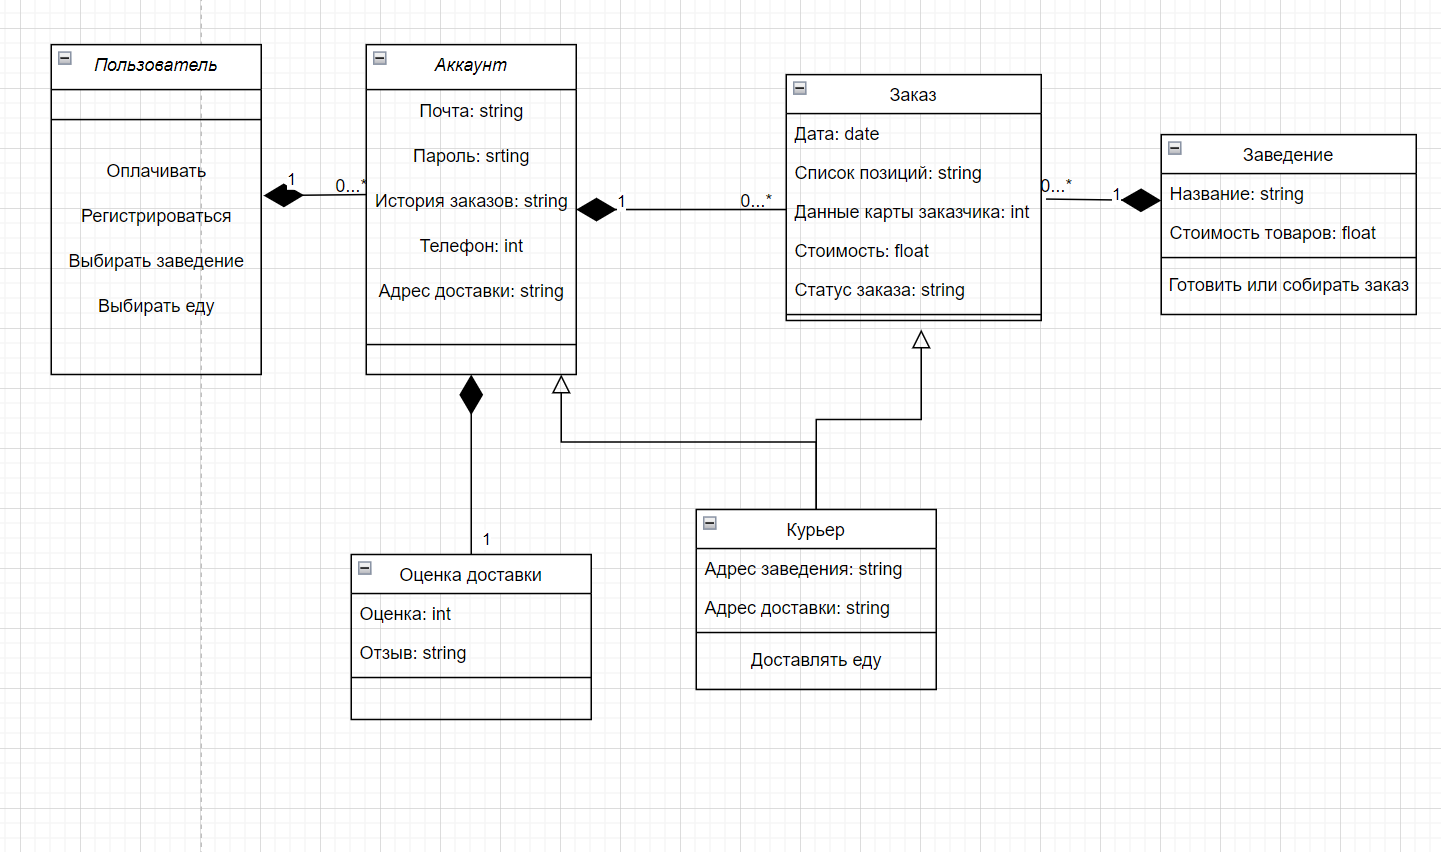 Пользователь
Оплачивать
Регистрироваться
Выбирать заведение
Выбирать еду
1
0...*
Аккаунт
Почта: string
Пароль: srting
История заказов: string
Телефон: int
Адрес доставки: string
1
0...*
Заказ
Дата: date
Список позиций: string
Данные карты заказчика: int
Стоимость: float
Статус заказа: string
0...*
1
Заведение
Название: string
Стоимость товаров: float
Готовить или собирать заказ
1
Оценка доставки
Оценка: int
Отзыв: string
Курьер
Адрес заведения: string
Адрес доставки: string
Доставлять еду